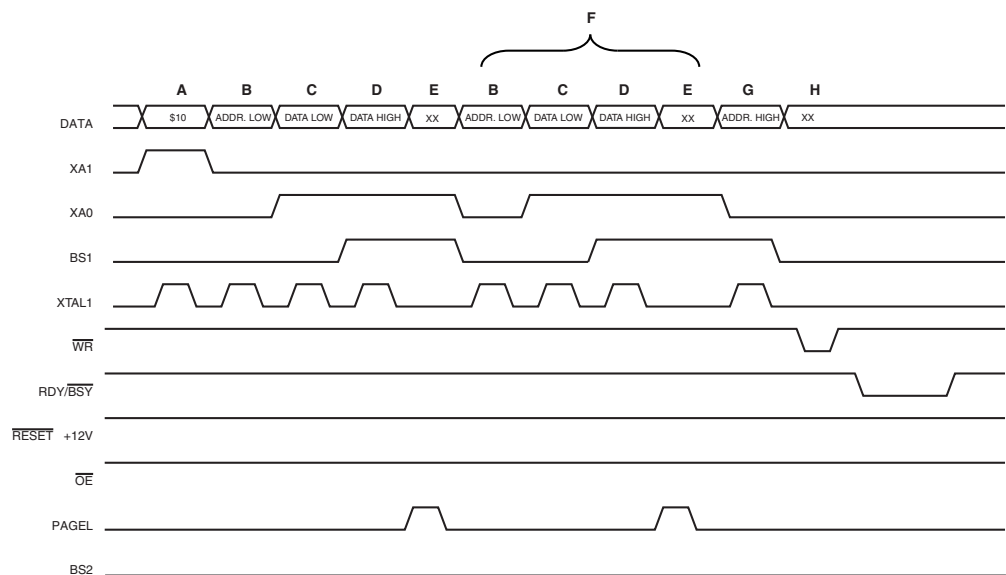 F
A B C D E B C D E G H
DATA $10 ADDR. LOW DATA LOW DATA HIGH XX ADDR. LOW DATA LOW DATA HIGH XX ADDR. HIGH XX
XA1
XA0
BS1
XTAL1
WR
RDY/BSY
RESET +12V
OE
PAGEL
BS2